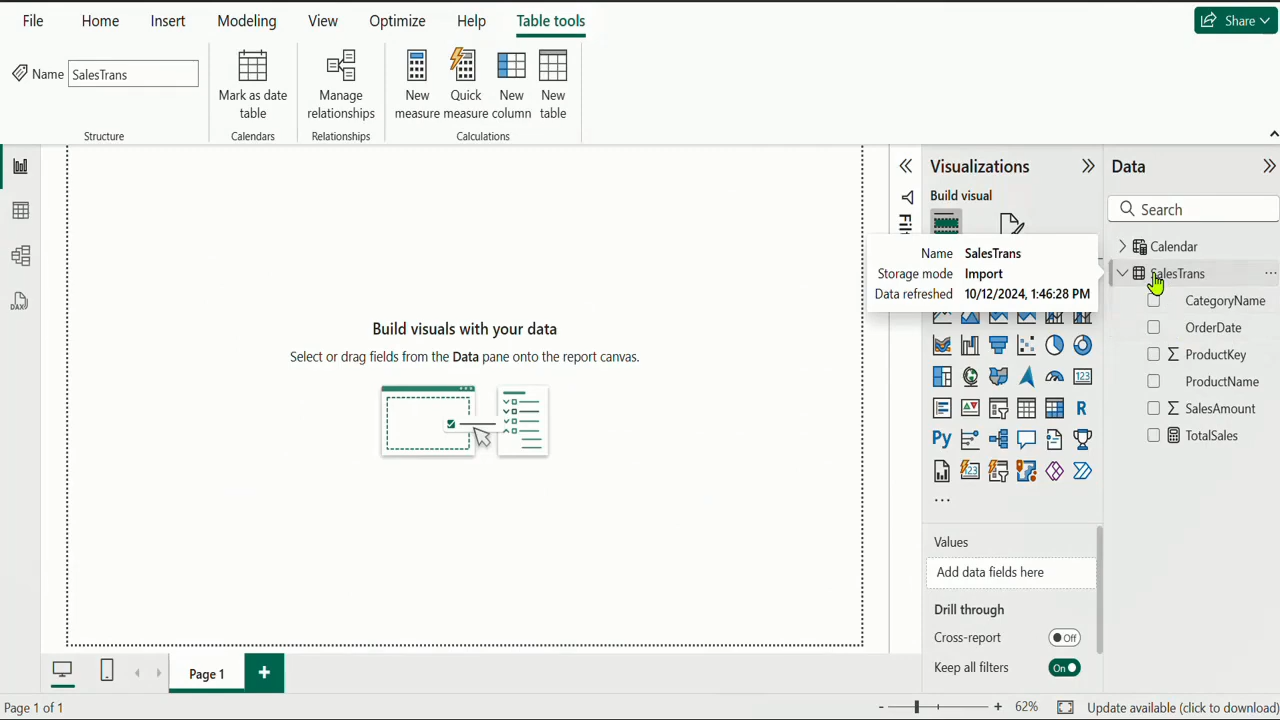 File Home Insert Modeling View Optimize Help Table tools Share
Name SalesTrans
Mark as date table
Manage relationships
New measure
Quick measure
New column
New table
Structure Calendars Relationships Calculations
Visualizations
Data
Build visual
Search
Filt
Name SalesTrans
Storage mode Import
Data refreshed 10/12/2024, 1:46:28 PM
Calendar
SalesTrans
CategoryName
OrderDate
ProductKey
ProductName
SalesAmount
TotalSales
Build visuals with your data
Select or drag fields from the Data pane onto the report canvas.
123
R
Py
Values
Add data fields here
Drill through
Cross-report Off
Keep all filters On
Page 1
Page 1 of 1
- + 62%
Update available (click to download)